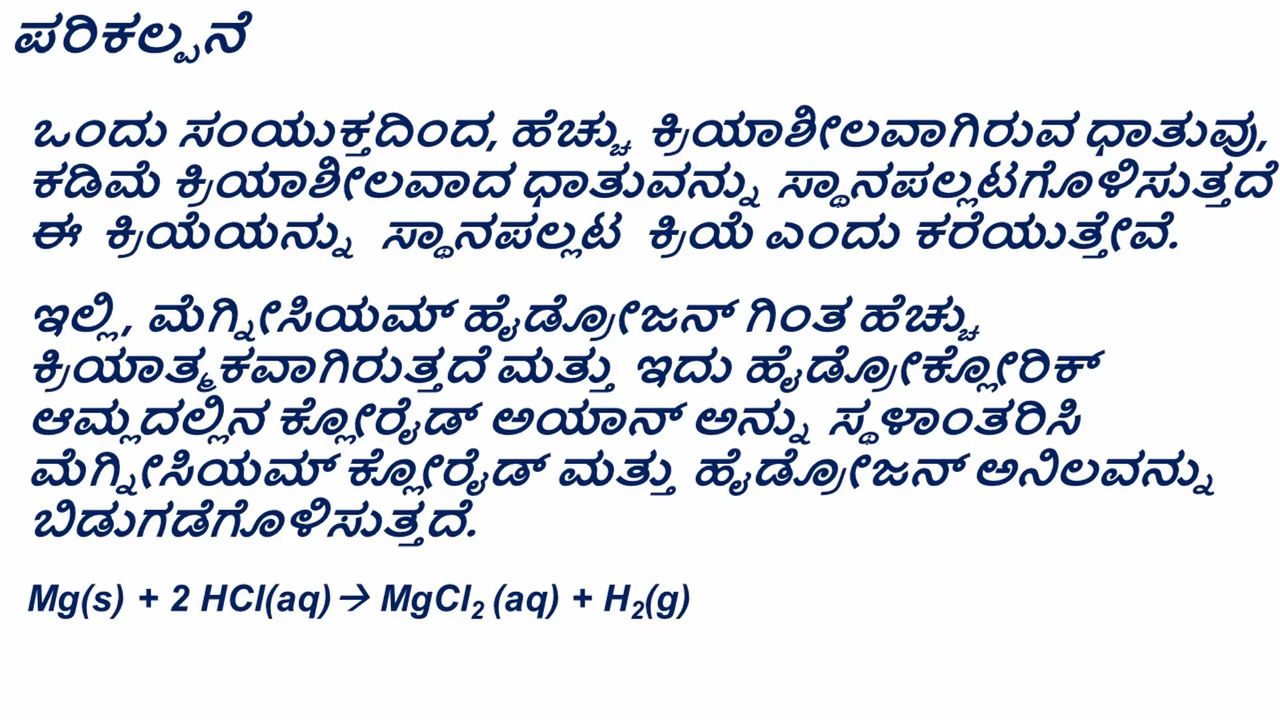 ಪರಿಕಲ್ಪನೆ
ಒಂದು ಸಂಯುಕ್ತದಿಂದ, ಹೆಚ್ಚು ಕ್ರಿಯಾಶೀಲವಾಗಿರುವ ಧಾತುವು,
ಕಡಿಮೆ ಕ್ರಿಯಾಶೀಲವಾದ ಧಾತುವನ್ನು ಸ್ಥಾನಪಲ್ಲಟಗೊಳಿಸುತ್ತದೆ
ಈ ಕ್ರಿಯೆಯನ್ನು ಸ್ಥಾನಪಲ್ಲಟ ಕ್ರಿಯೆ ಎಂದು ಕರೆಯುತ್ತೇವೆ.
ಇಲ್ಲಿ, ಮೆಗ್ನೀಸಿಯಮ್ ಹೈಡ್ರೋಜನ್ ಗಿಂತ ಹೆಚ್ಚು
ಕ್ರಿಯಾತ್ಮಕವಾಗಿರುತ್ತದೆ ಮತ್ತು ಇದು ಹೈಡ್ರೋಕ್ಲೋರಿಕ್
ಆಮ್ಲದಲ್ಲಿನ ಕ್ಲೋರೈಡ್ ಅಯಾನ್ ಅನ್ನು ಸ್ಥಳಾಂತರಿಸಿ
ಮೆಗ್ನೀಸಿಯಮ್ ಕ್ಲೋರೈಡ್ ಮತ್ತು ಹೈಡ್ರೋಜನ್ ಅನಿಲವನ್ನು
ಬಿಡುಗಡೆಗೊಳಿಸುತ್ತದೆ.
Mg(s) + 2 HCl(aq)→ MgCl₂ (aq) + H₂(g)